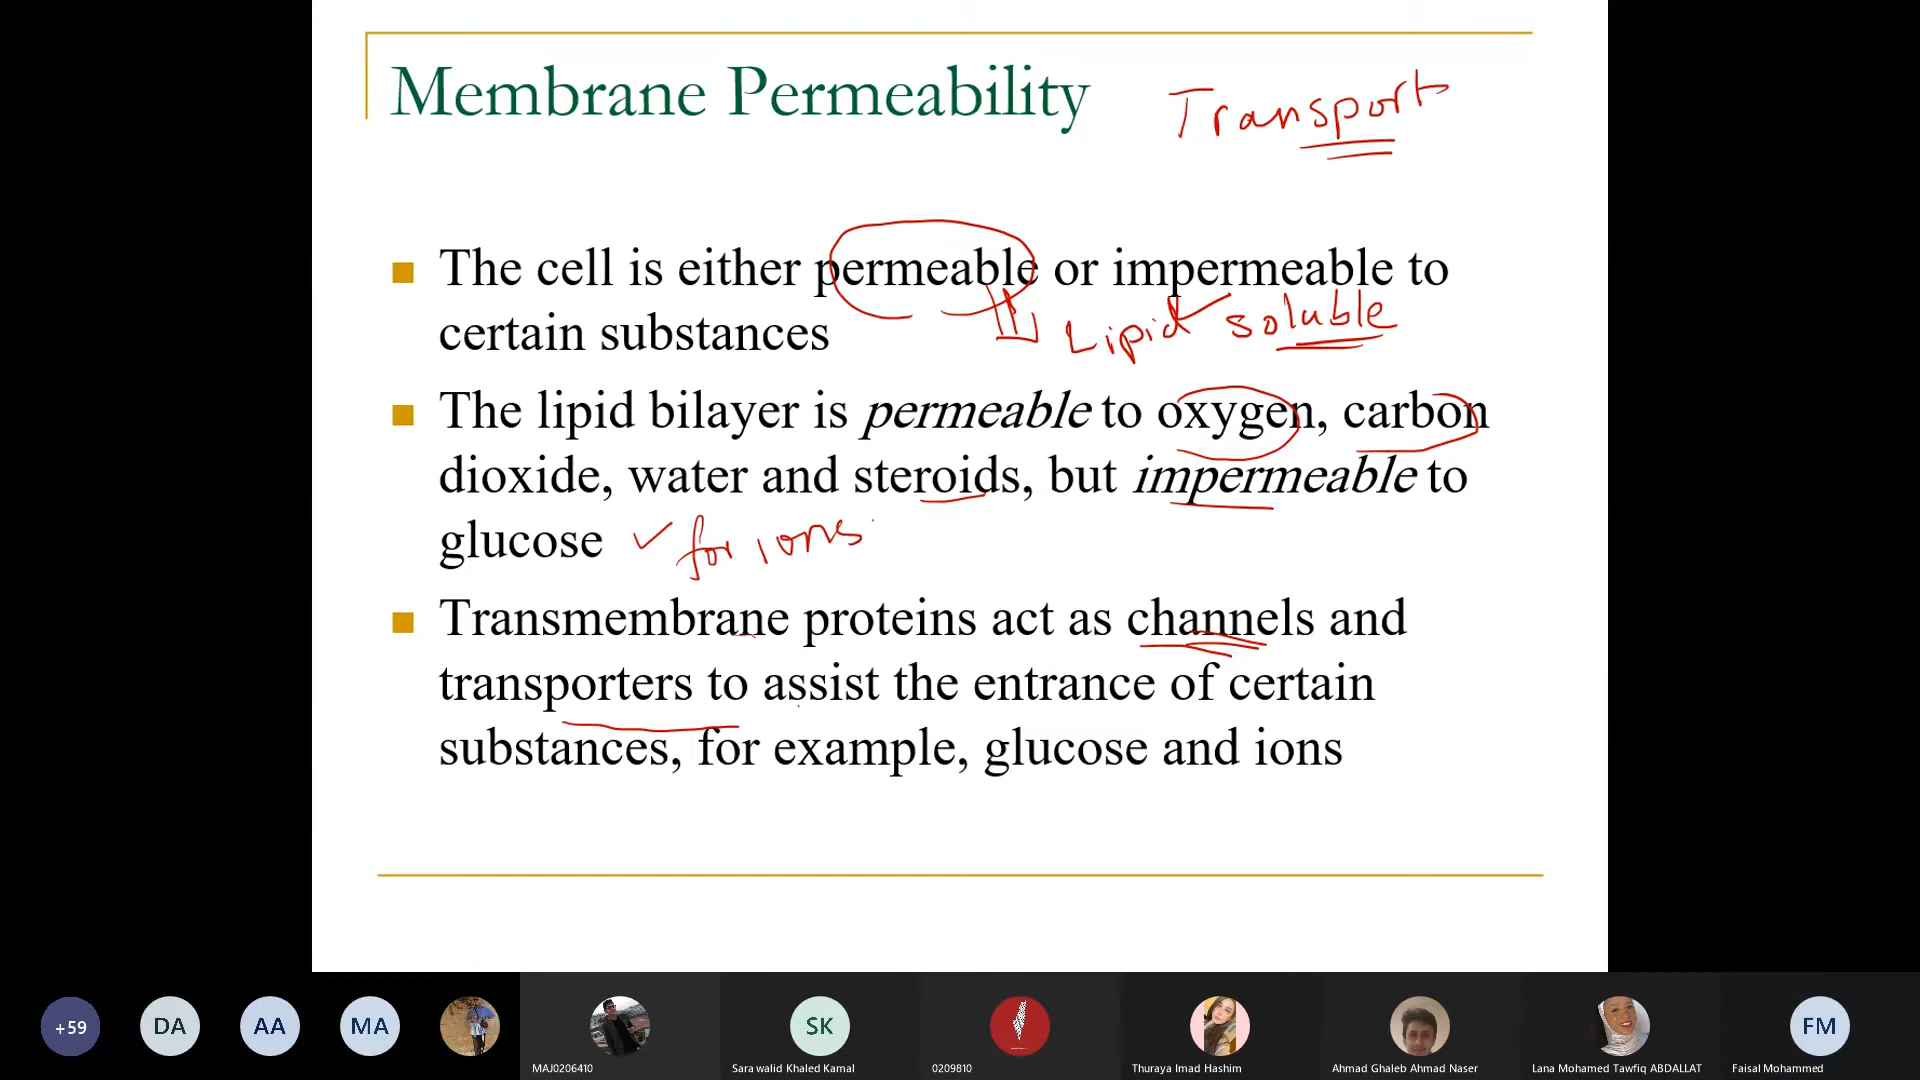 Membrane Permeability
Transport
The cell is either permeable or impermeable to
certain substances
Lipid soluble
The lipid bilayer is permeable to oxygen, carbon
dioxide, water and steroids, but impermeable to
glucose
for ions
Transmembrane proteins act as channels and
transporters to assist the entrance of certain
substances, for example, glucose and ions
+59
DA
AA
MA
SK
FM
MAJ0206410
Sara walid Khaled Kamal
0209810
Thuraya Imad Hashim
Ahmad Ghaleb Ahmad Naser
Lana Mohamed Tawfiq ABDALLAT
Faisal Mohammed